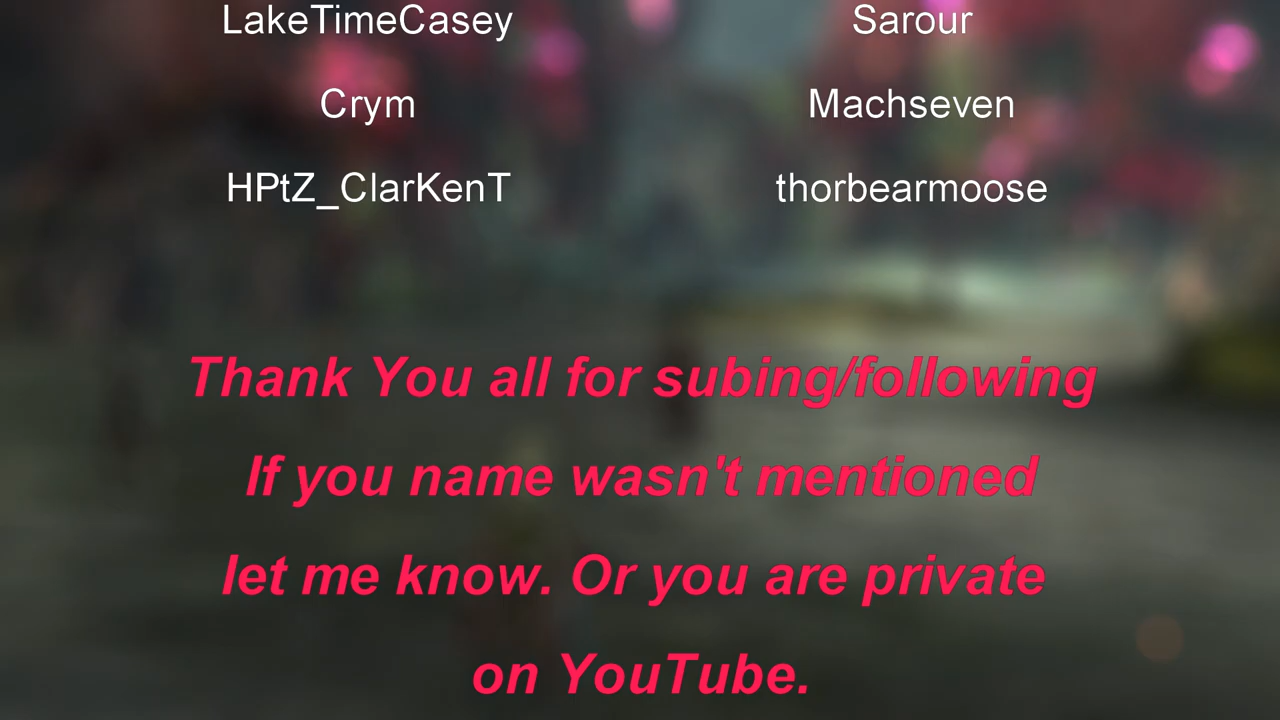 LakeTimeCasey Sarour
Crym Machseven
HPtZ_ClarKenT thorbearmoose
Thank You all for subing/following
If you name wasn't mentioned
let me know. Or you are private
on YouTube.